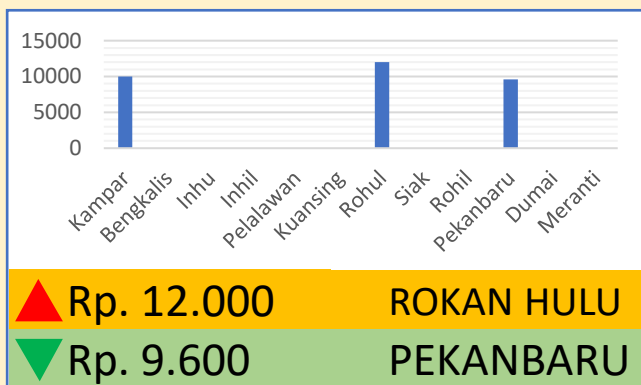 15000
10000
5000
0
Kampar
Bengkalis
Inhu
Inhil
Pelalawan
Kuansing
Rohul
Siak
Rohil
Pekanbaru
Dumai
Meranti
Rp. 12.000 ROKAN HULU
Rp. 9.600 PEKANBARU